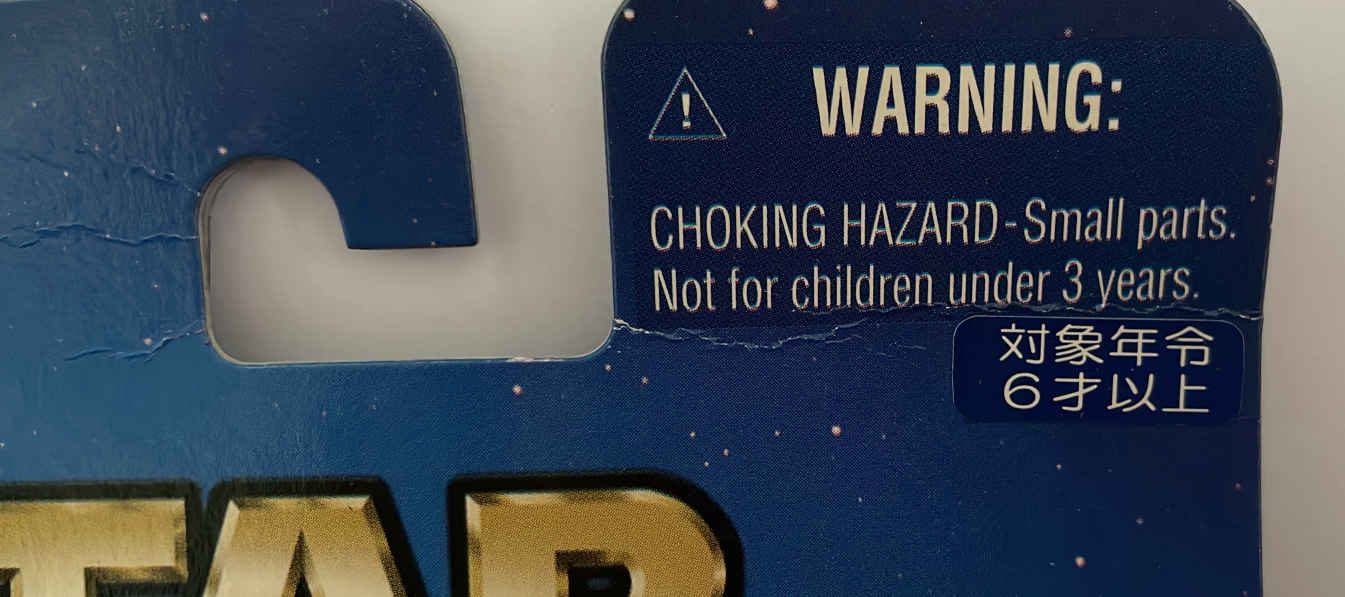 WARNING:
CHOKING HAZARD-Small parts.
Not for children under 3 years.
対象年令
6才以上
TAR